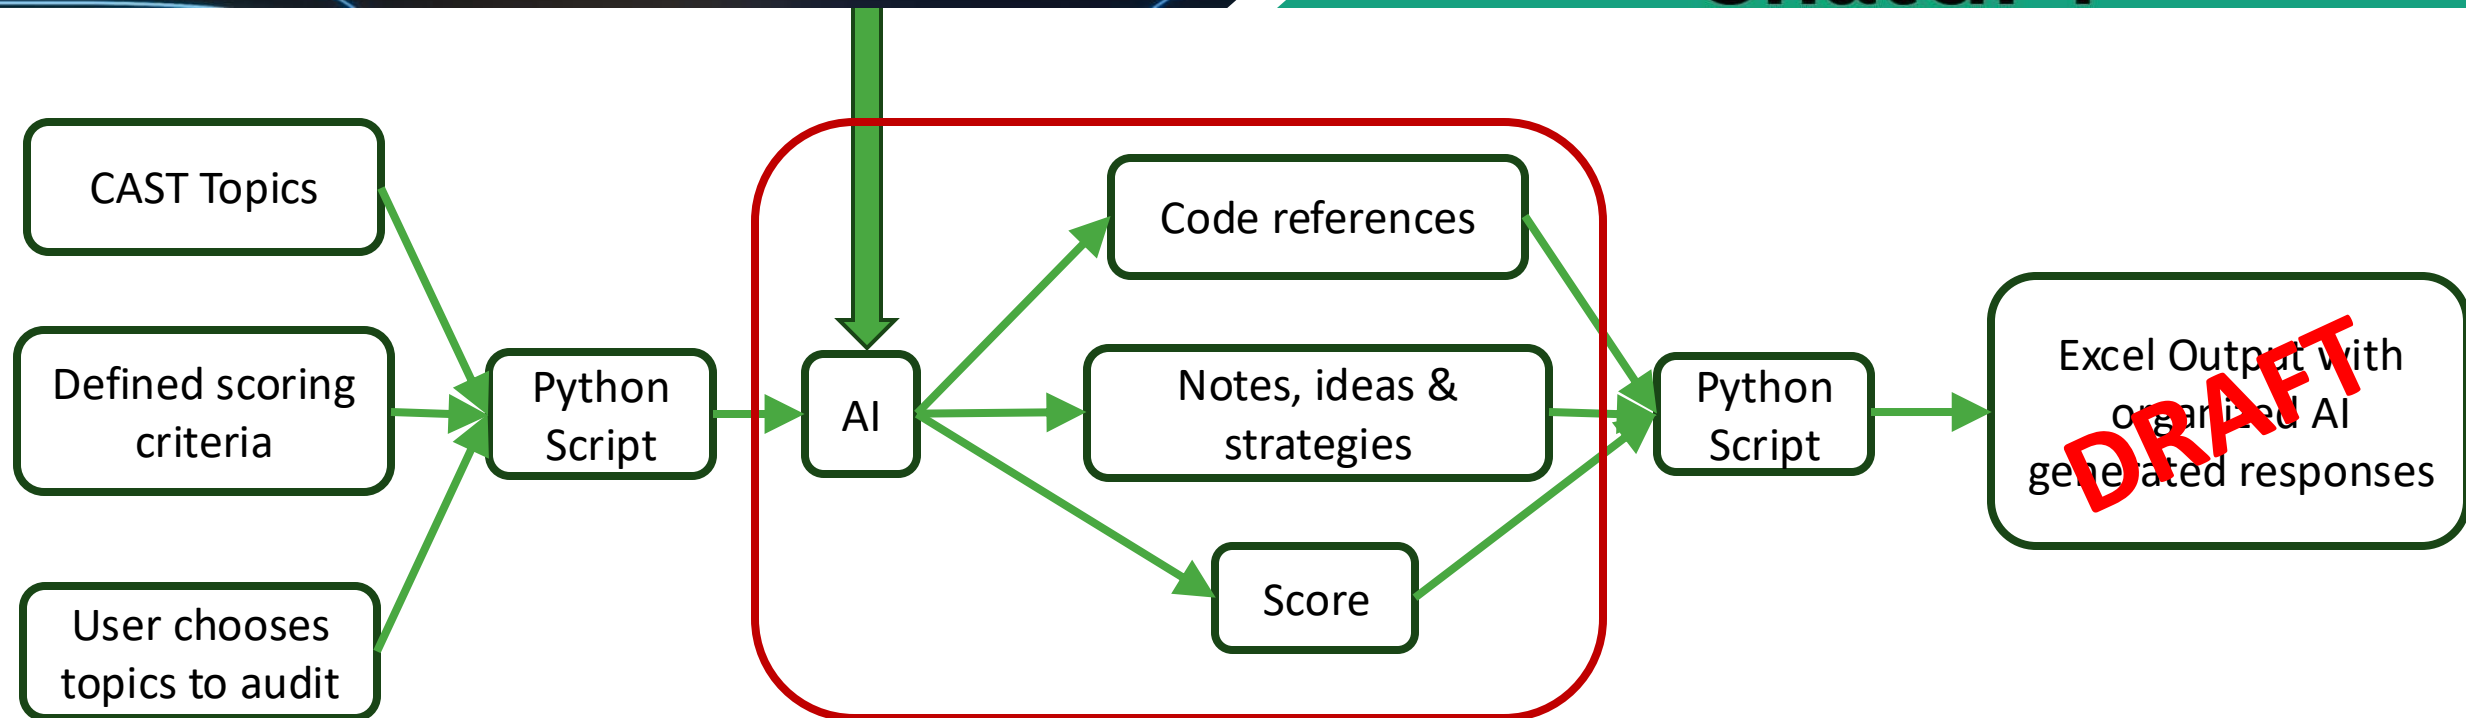 CAST Topics
Defined scoring
criteria
User chooses
topics to audit
Python
Script
AI
Code references
Notes, ideas &
strategies
Score
Python
Script
Excel Output with
organized AI
generated responses
DRAFT